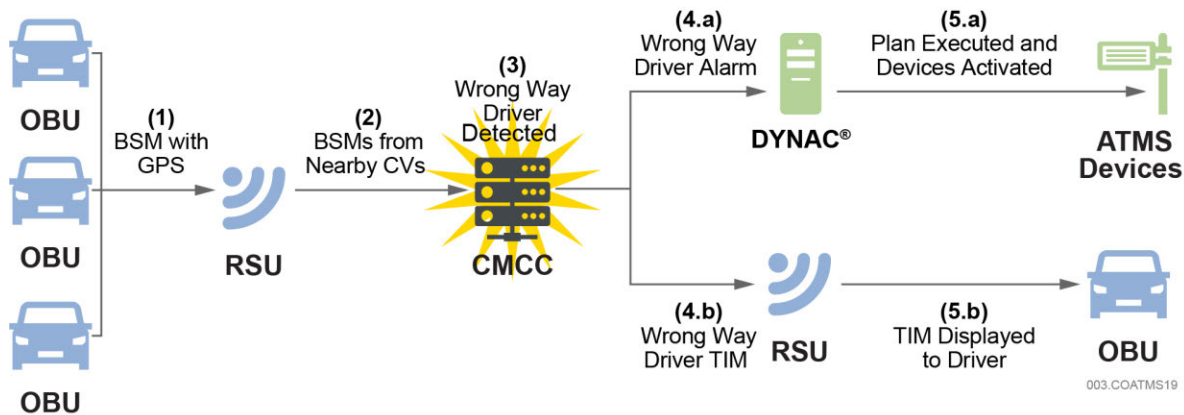 OBU
OBU
OBU
(1)
BSM with
GPS
RSU
(2)
BSMs from
Nearby CVs
(3)
Wrong Way
Driver
Detected
CMCC
(4.a)
Wrong Way
Driver Alarm
DYNAC®
(5.a)
Plan Executed and
Devices Activated
ATMS
Devices
(4.b)
Wrong Way
Driver TIM
RSU
(5.b)
TIM Displayed
to Driver
OBU
003.COATMS19